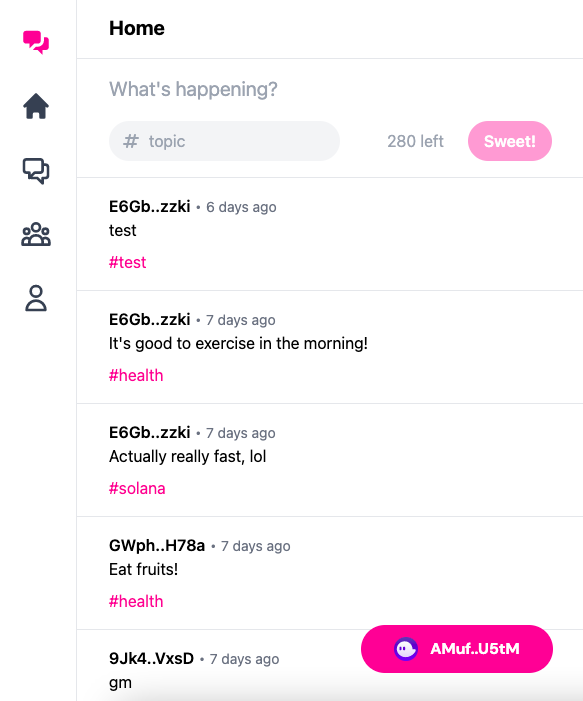 Home
What's happening?
# topic
280 left
Sweet!
E6Gb..zzki • 6 days ago
test
#test
E6Gb..zzki • 7 days ago
It's good to exercise in the morning!
#health
E6Gb..zzki • 7 days ago
Actually really fast, lol
#solana
GWph..H78a • 7 days ago
Eat fruits!
#health
9Jk4..VxsD • 7 days ago
gm
AMuf..U5tM